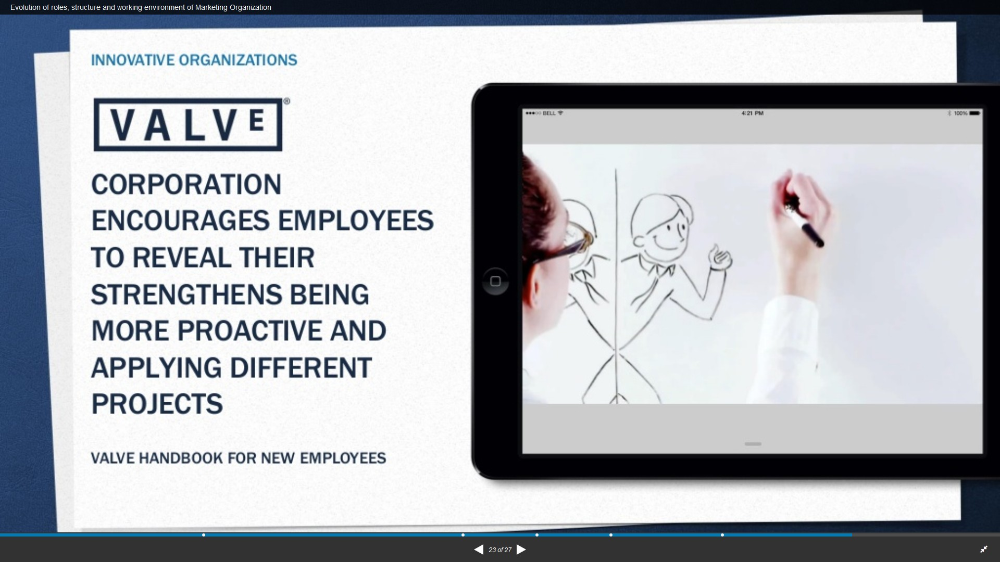 Evolution of roles, structure and working environment of Marketing Organization
INNOVATIVE ORGANIZATIONS
VALVE®
CORPORATION
ENCOURAGES EMPLOYEES
TO REVEAL THEIR
STRENGTHENS BEING
MORE PROACTIVE AND
APPLYING DIFFERENT
PROJECTS
VALVE HANDBOOK FOR NEW EMPLOYEES
BELL 4:21 PM 100%
23 of 27